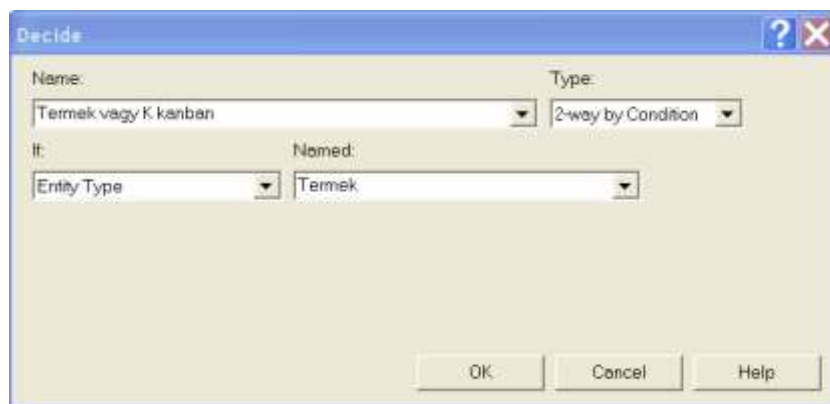 Decide
Name: Type:
Termek vagy K kanban 2-way by Condition
If: Named:
Entity Type Termek
OK Cancel Help